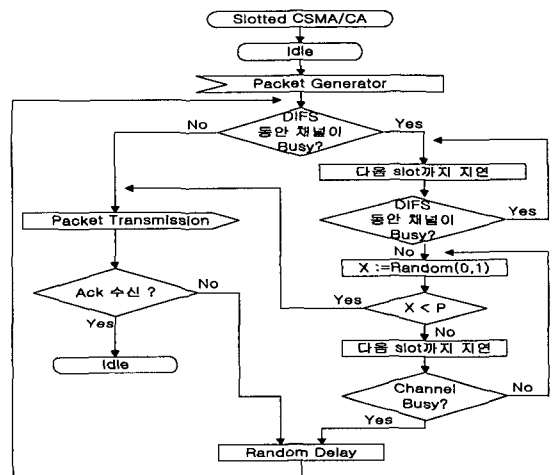 Slotted CSMA/CA
Idle
Packet Generator
DIFS
동안 채널이
Busy?
No
Yes
다음 slot까지 지연
Packet Transmission
DIFS
동안 채널이
Busy?
Yes
No
X :=Random(0,1)
Ack 수신 ?
No
Yes
X < P
Yes
No
Idle
다음 slot까지 지연
Channel
Busy?
No
Yes
Random Delay